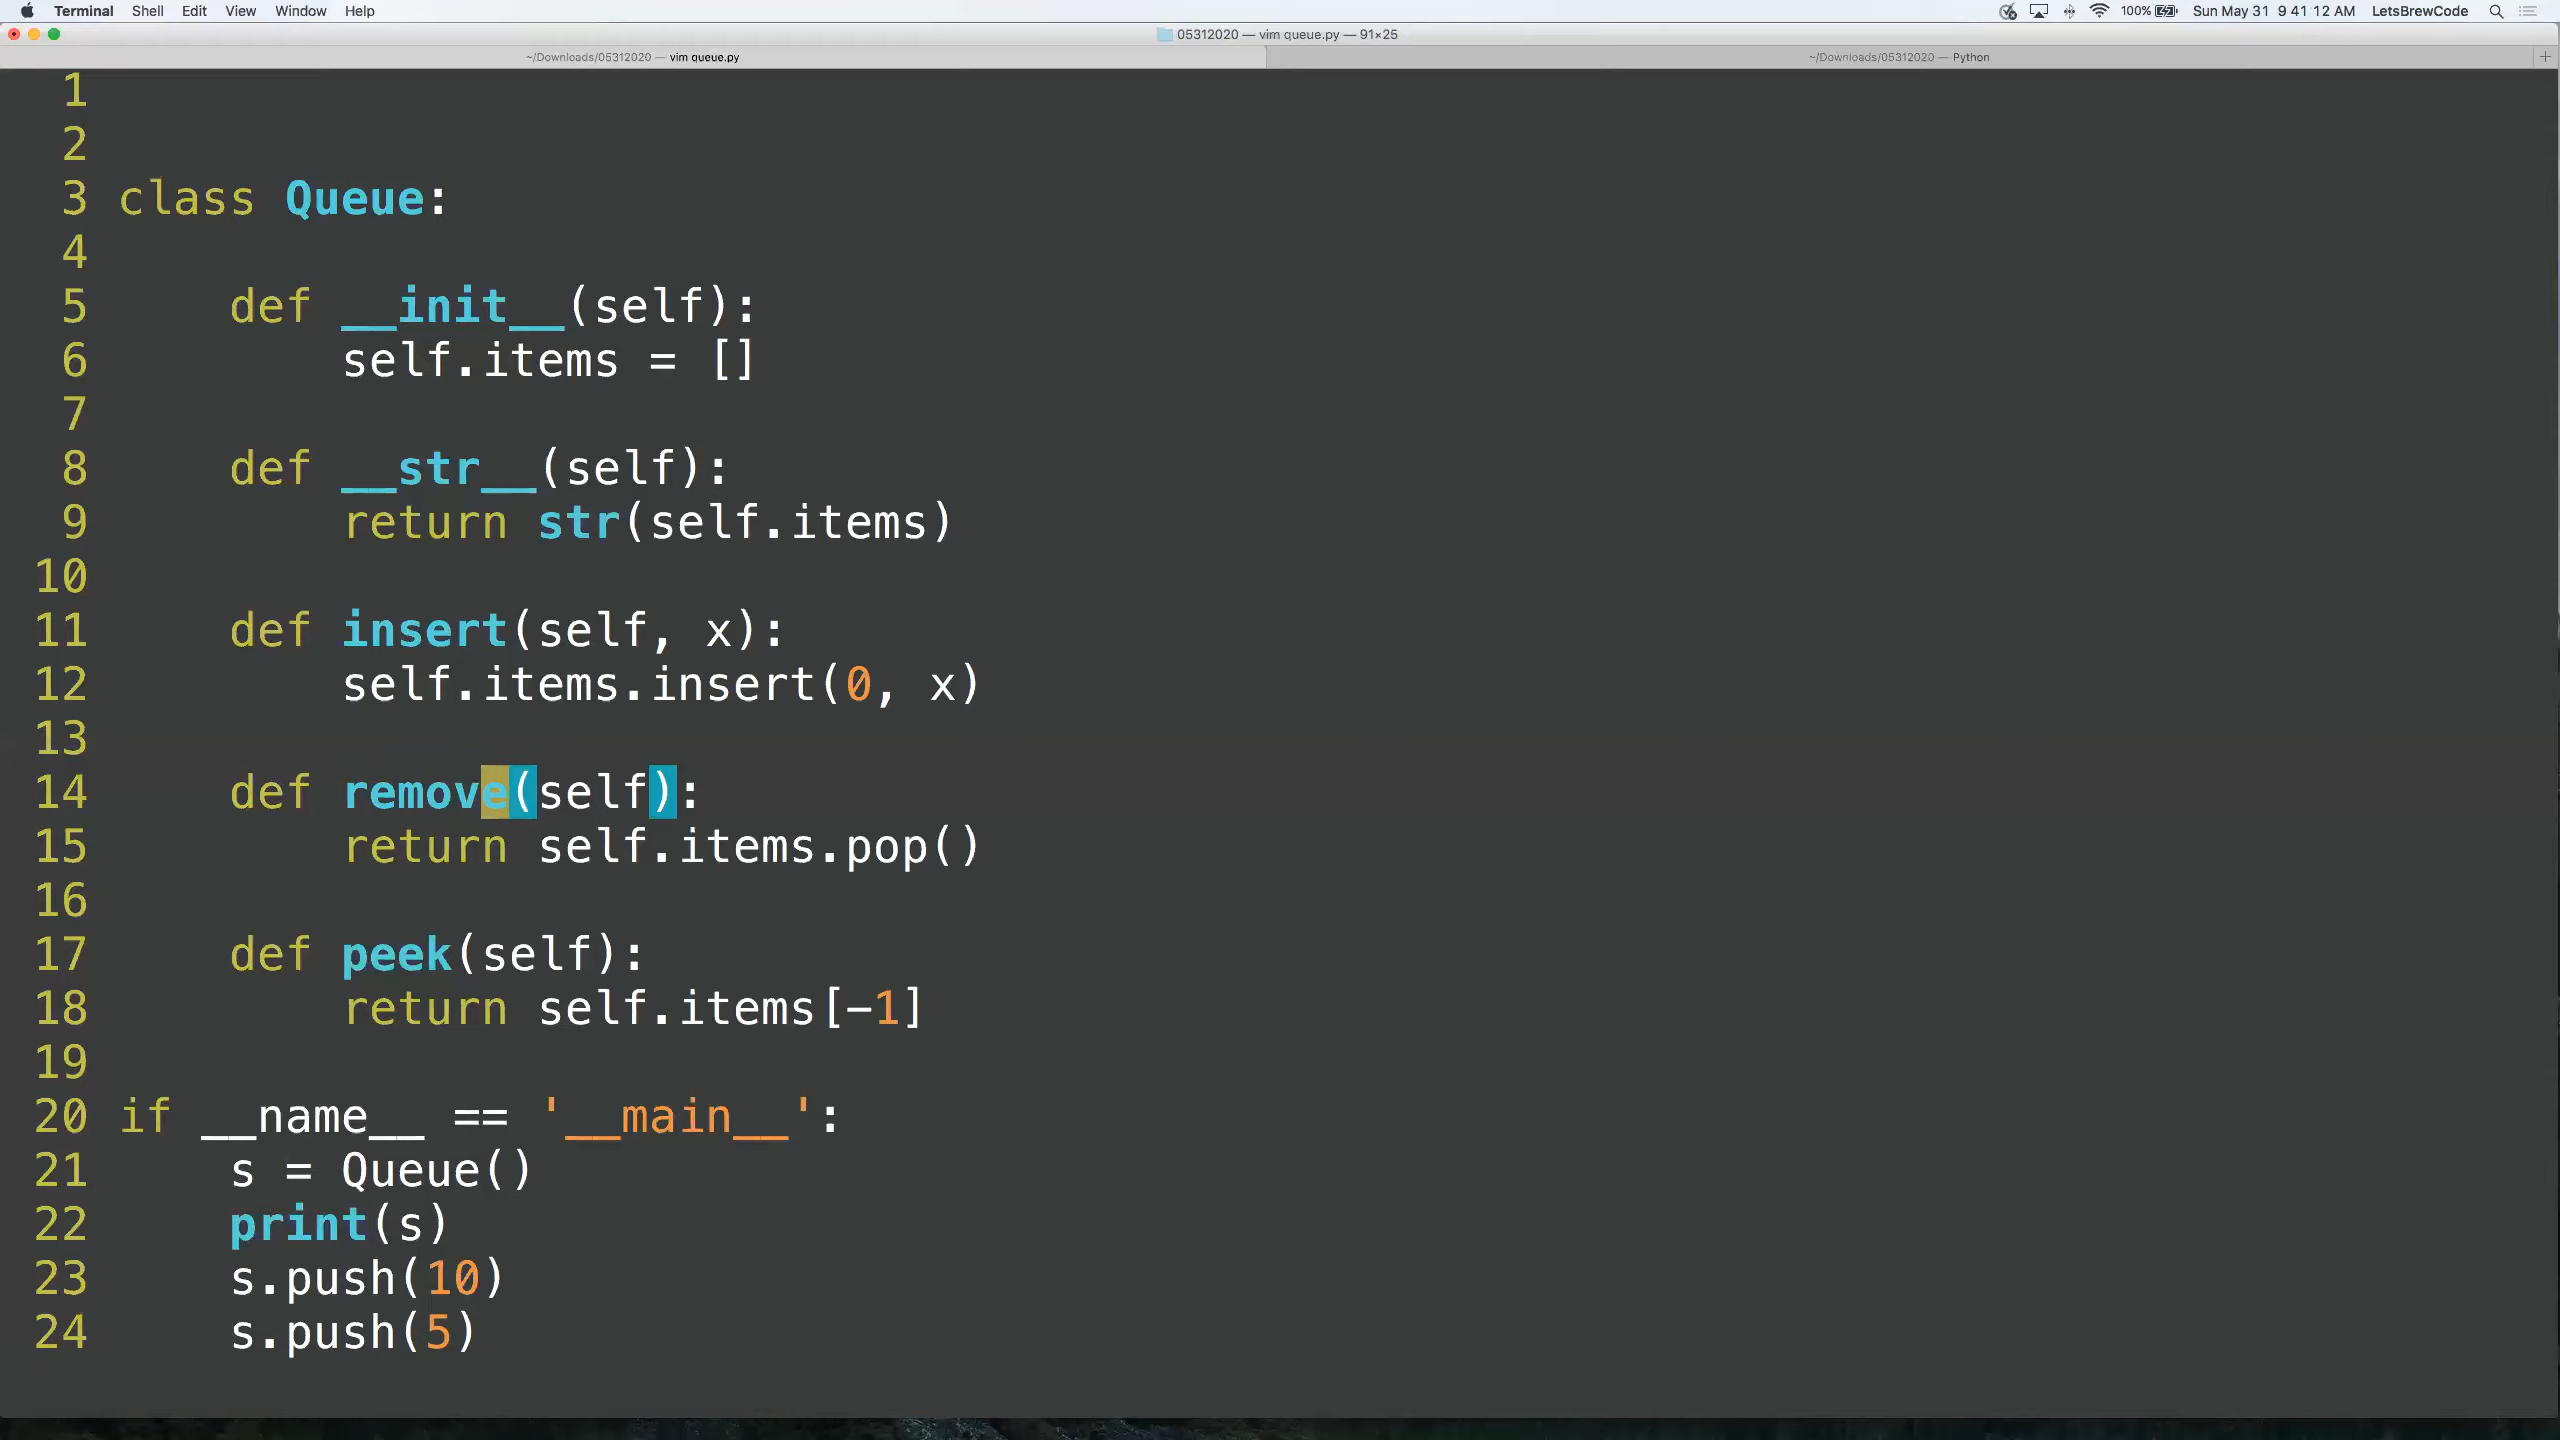 Terminal Shell Edit View Window Help 100% Sun May 31 9 41 12 AM LetsBrewCode
05312020 — vim queue.py — 91×25
~/Downloads/05312020 — vim queue.py ~/Downloads/05312020 — Python +
1
2
3 class Queue:
4
5     def __init__(self):
6         self.items = []
7
8     def __str__(self):
9         return str(self.items)
10
11     def insert(self, x):
12         self.items.insert(0, x)
13
14     def remove(self):
15         return self.items.pop()
16
17     def peek(self):
18         return self.items[-1]
19
20 if __name__ == '__main__':
21     s = Queue()
22     print(s)
23     s.push(10)
24     s.push(5)